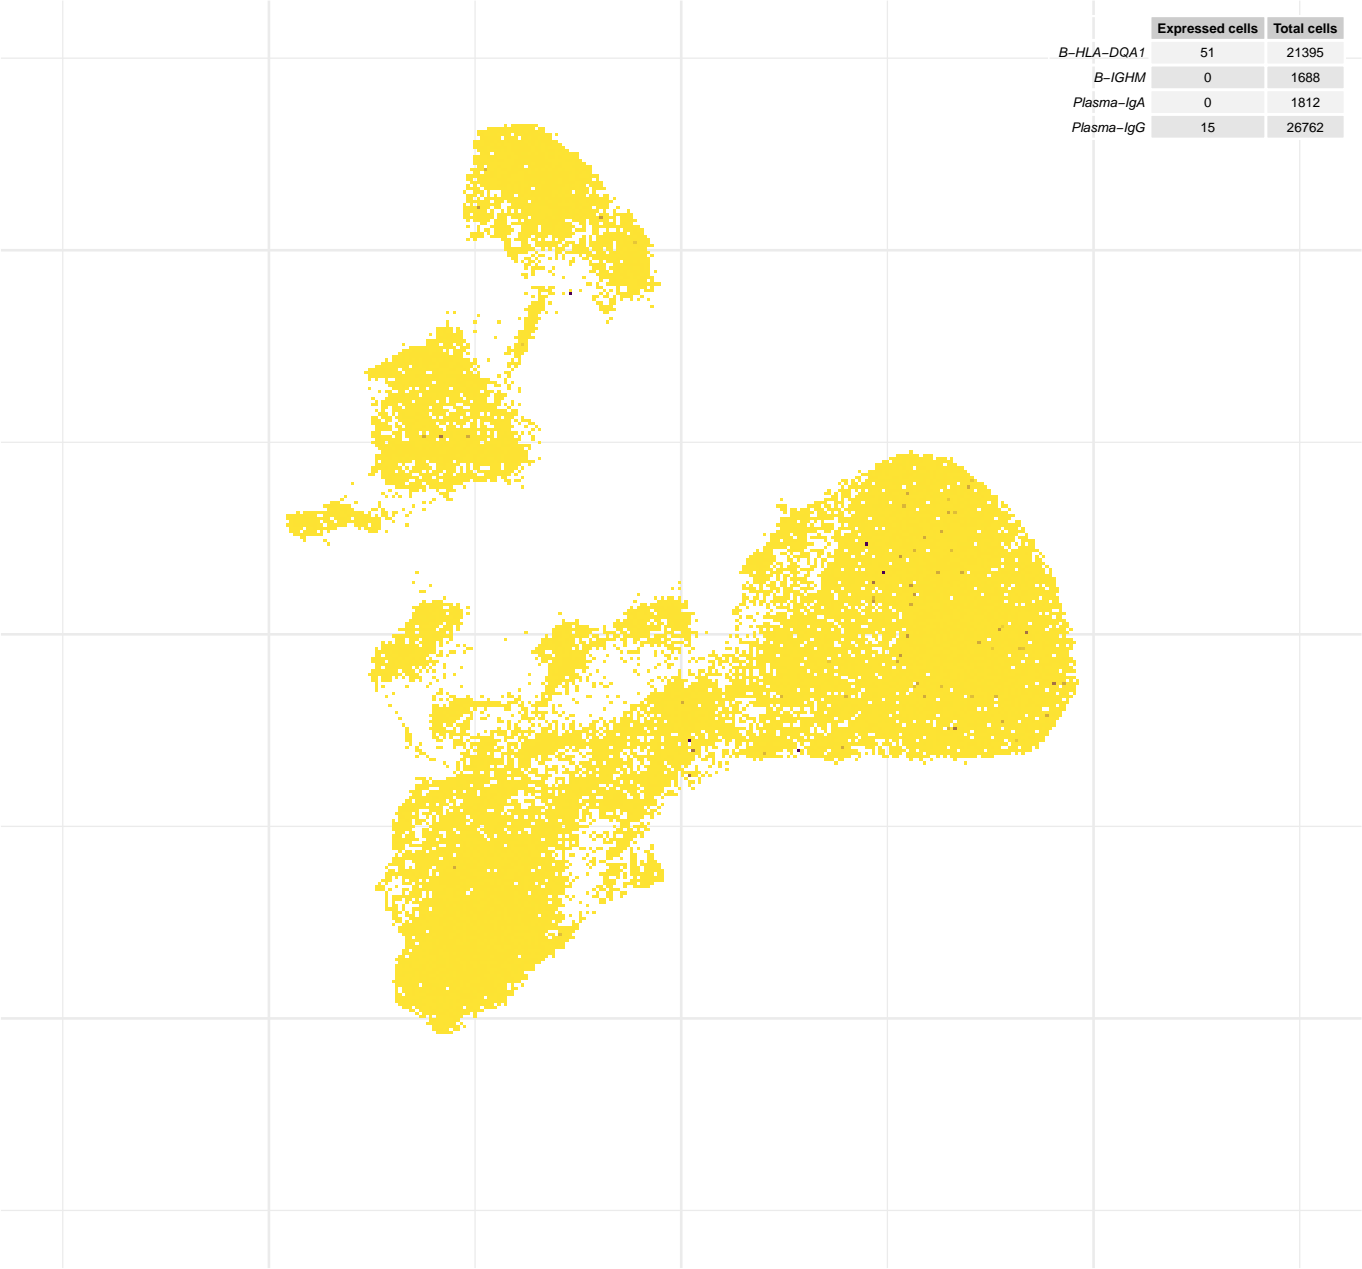 Expressed cells Total cells
B−HLA−DQA1 51 21395
B−IGHM 0 1688
Plasma−IgA 0 1812
Plasma−IgG 15 26762